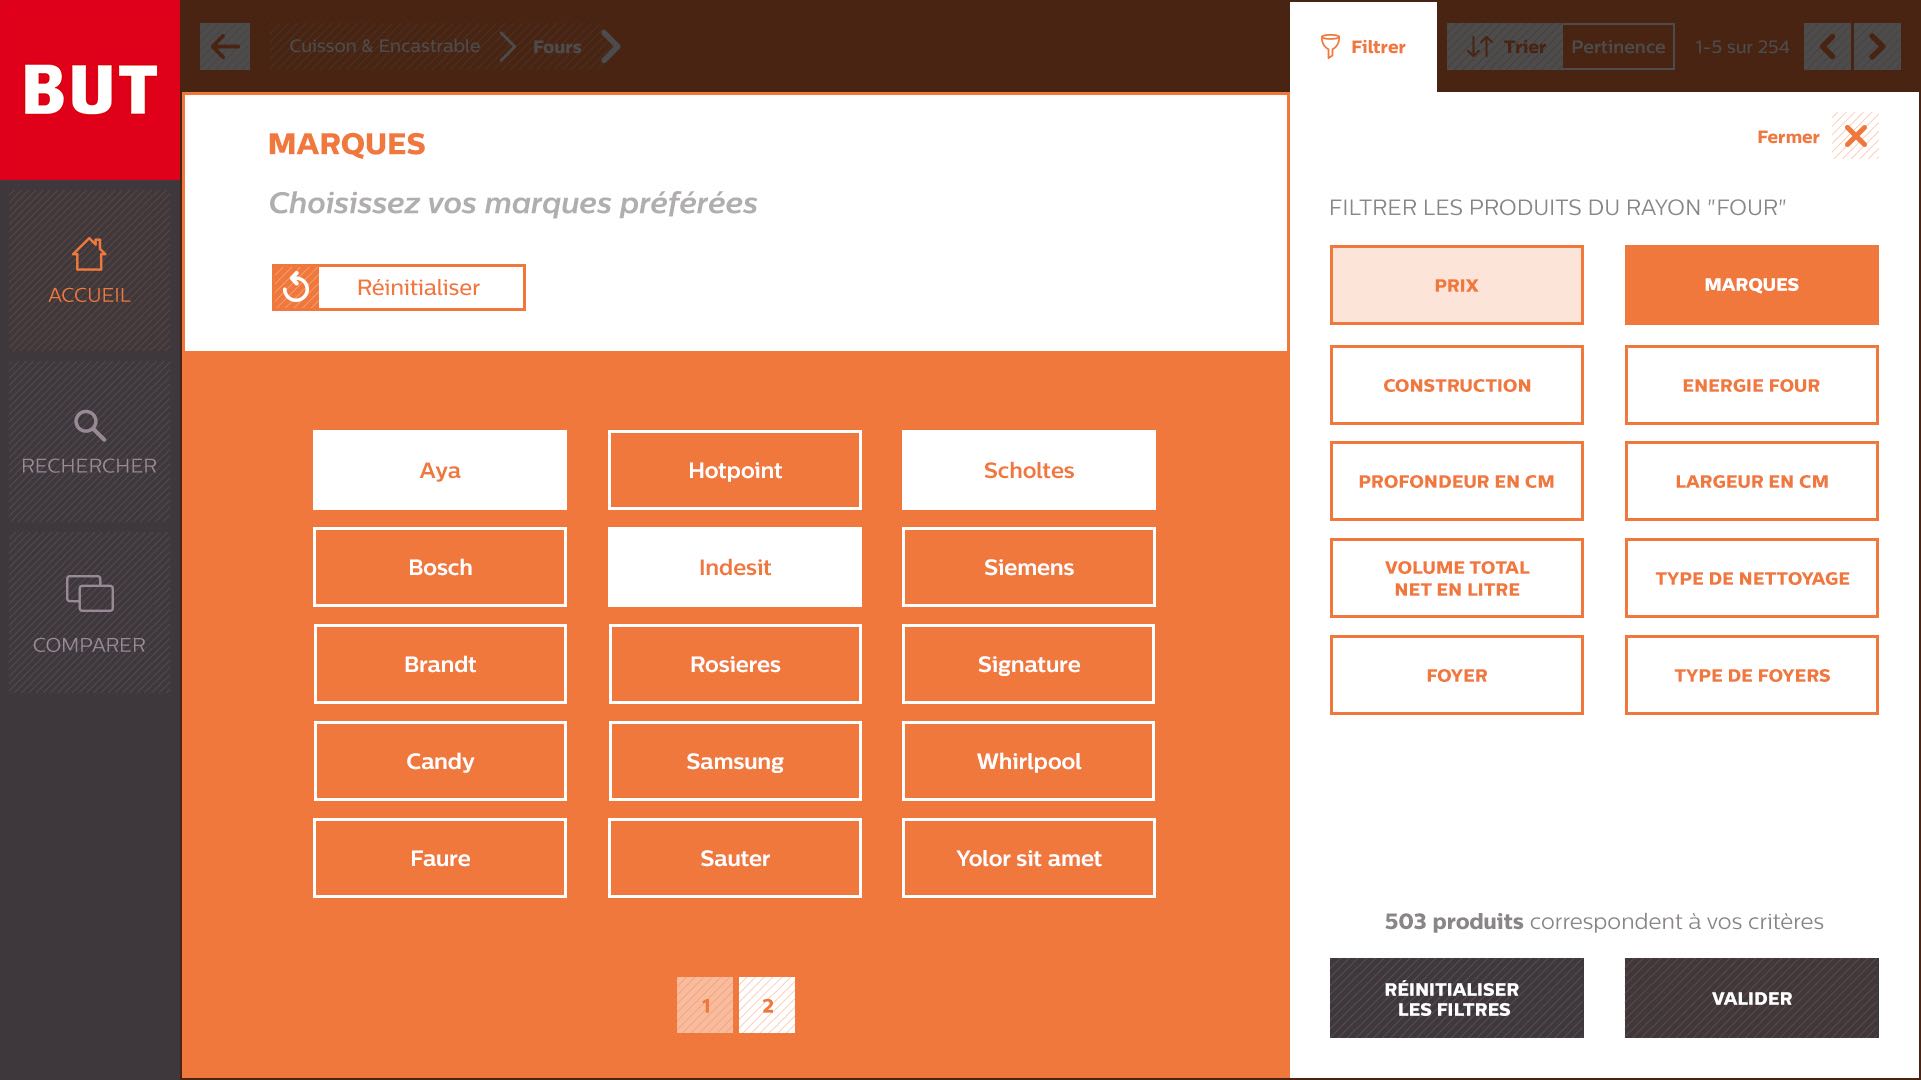 BUT
Cuisson & Encastrable
Fours
Filtrer
Trier
Pertinence
1-5 sur 254
ACCUEIL
RECHERCHER
COMPARER
MARQUES
Choisissez vos marques préférées
Réinitialiser
Aya
Hotpoint
Scholtes
Bosch
Indesit
Siemens
Brandt
Rosieres
Signature
Candy
Samsung
Whirlpool
Faure
Sauter
Yolor sit amet
1
2
Fermer
FILTRER LES PRODUITS DU RAYON "FOUR"
PRIX
MARQUES
CONSTRUCTION
ENERGIE FOUR
PROFONDEUR EN CM
LARGEUR EN CM
VOLUME TOTAL
NET EN LITRE
TYPE DE NETTOYAGE
FOYER
TYPE DE FOYERS
503 produits correspondent à vos critères
RÉINITIALISER
LES FILTRES
VALIDER